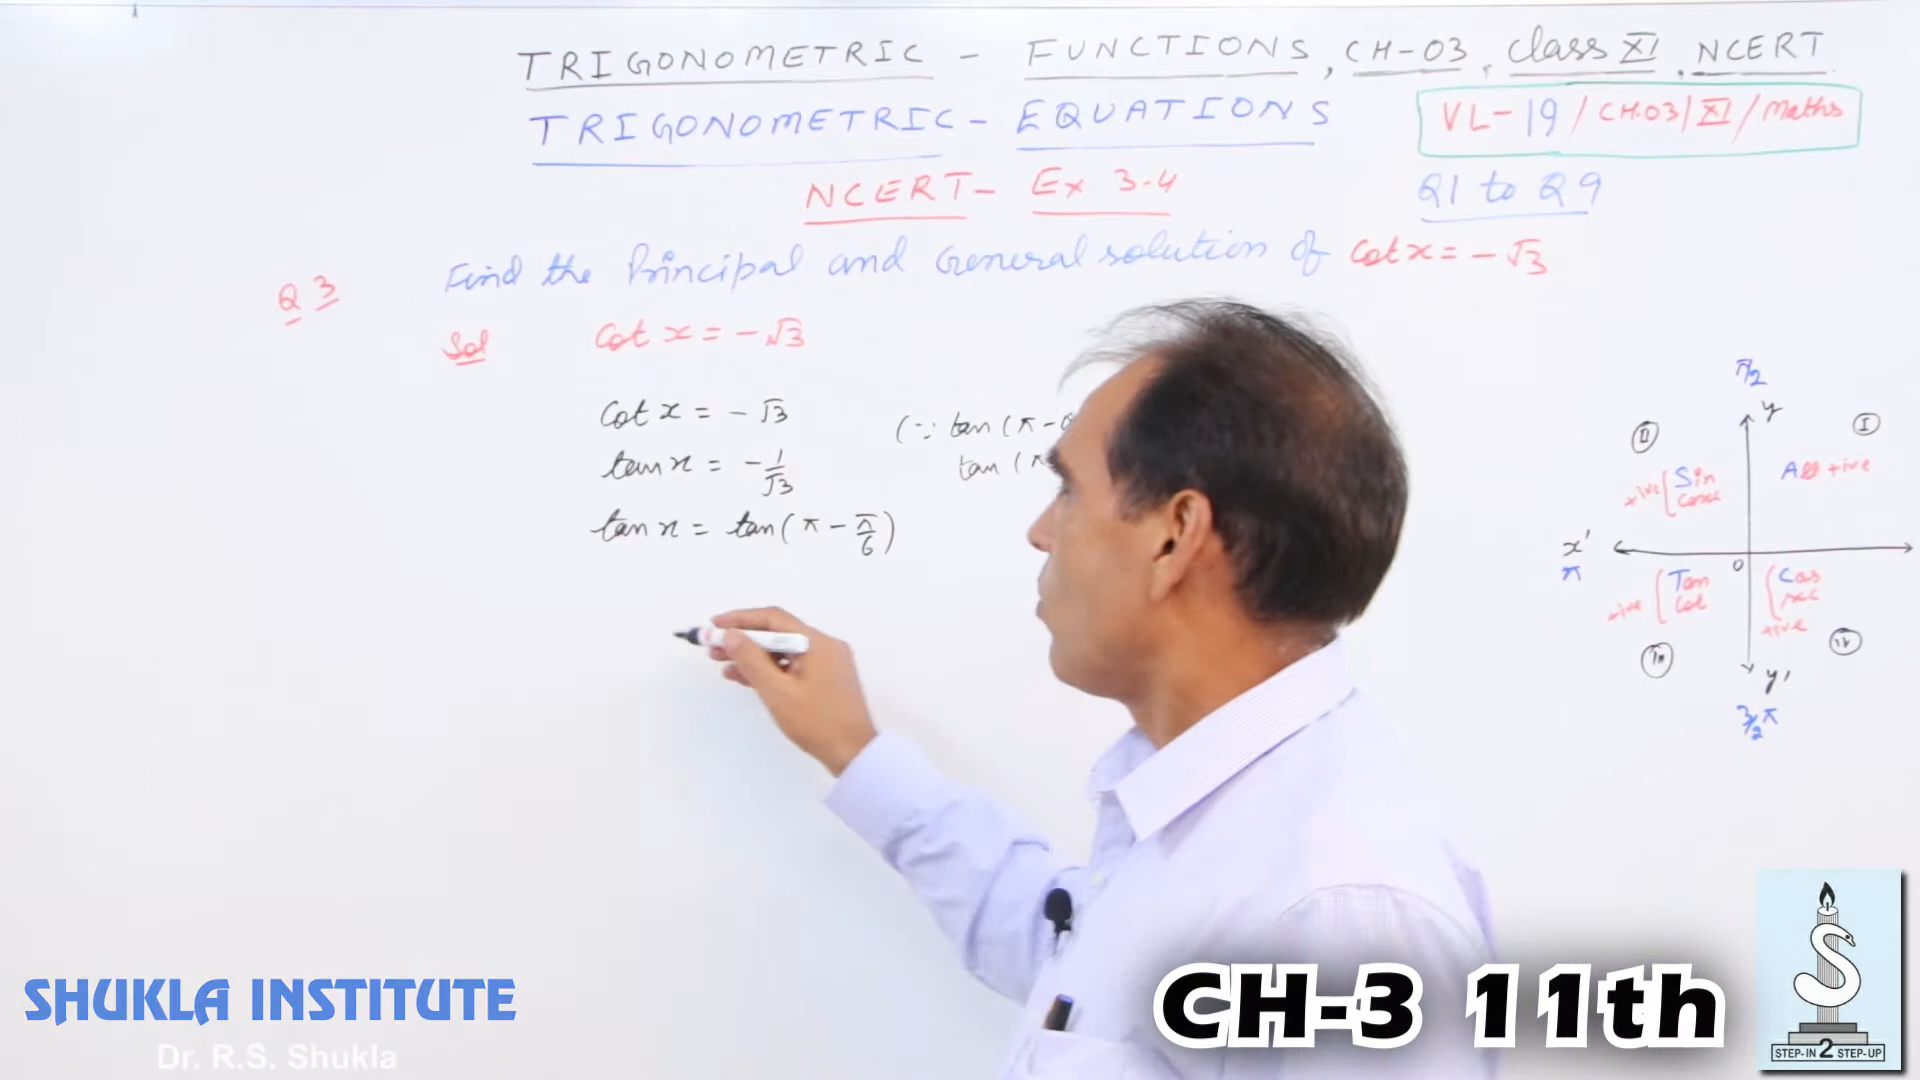 TRIGONOMETRIC - FUNCTIONS, CH-03, Class XI, NCERT
TRIGONOMETRIC - EQUATIONS
VL-19/CH.03/XI/Maths
NCERT- Ex 3.4
Q1 to Q9
Q3 Find the Principal and General solution of Cot x = -√3
Sol Cot x = -√3
Cot x = -√3 (∵ tan(π-
tan x = -1/√3 tan(
tan x = tan(π - π/6)
π/2
y
II
I
+ive [ Sin Cosec
All +ive
x'
π
0
+ive [ Tan Cot
[ Cos sec +ive
III
IV
y'
3/2 π
SHUKLA INSTITUTE
Dr. R.S. Shukla
CH-3 11th
S
STEP-IN 2 STEP-UP